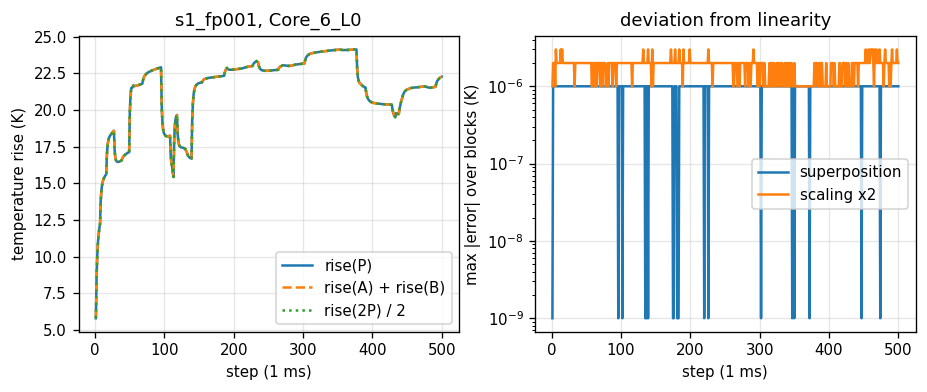 s1_fp001, Core_6_L0
temperature rise (K)
25.0
22.5
20.0
17.5
15.0
12.5
10.0
7.5
5.0
rise(P)
rise(A) + rise(B)
rise(2P) / 2
0 100 200 300 400 500
step (1 ms)
deviation from linearity
max |error| over blocks (K)
10⁻⁶
10⁻⁷
10⁻⁸
10⁻⁹
superposition
scaling x2
0 100 200 300 400 500
step (1 ms)